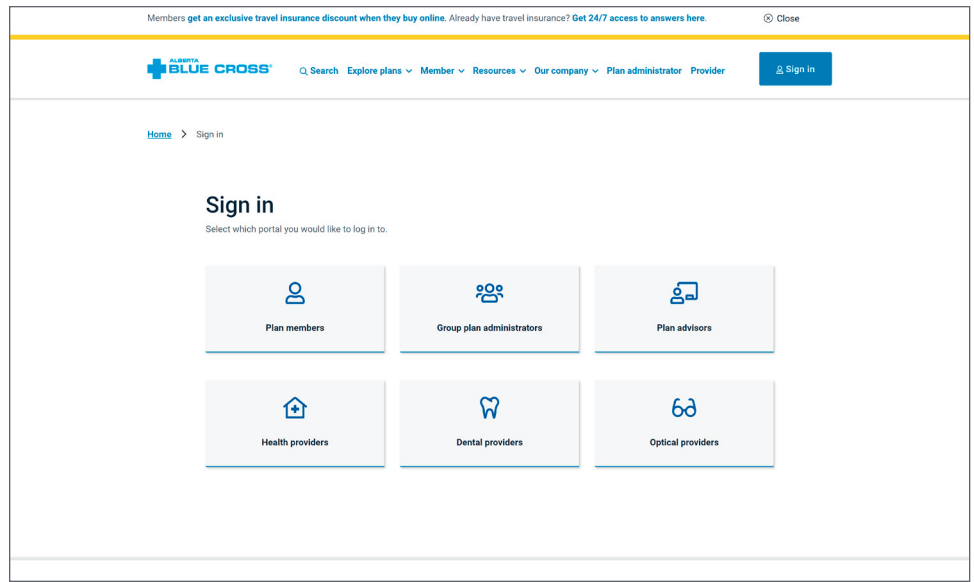 Members get an exclusive travel insurance discount when they buy online. Already have travel insurance? Get 24/7 access to answers here. Close
ALBERTA
BLUE CROSS®
Search Explore plans Member Resources Our company Plan administrator Provider Sign in
Home Sign in
Sign in
Select which portal you would like to log in to.
Plan members Group plan administrators Plan advisors
Health providers Dental providers Optical providers